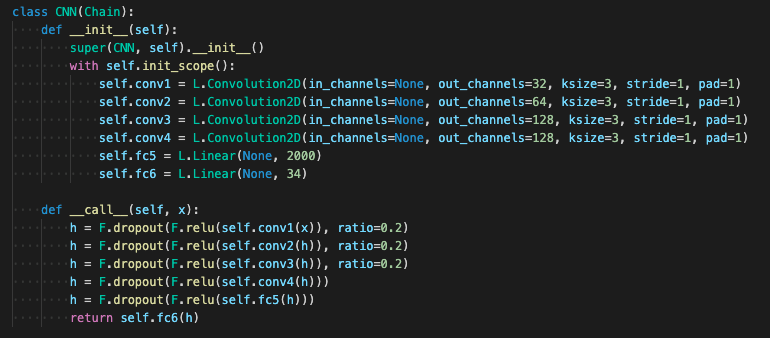 class CNN(Chain):
    def __init__(self):
        super(CNN, self).__init__()
        with self.init_scope():
            self.conv1 = L.Convolution2D(in_channels=None, out_channels=32, ksize=3, stride=1, pad=1)
            self.conv2 = L.Convolution2D(in_channels=None, out_channels=64, ksize=3, stride=1, pad=1)
            self.conv3 = L.Convolution2D(in_channels=None, out_channels=128, ksize=3, stride=1, pad=1)
            self.conv4 = L.Convolution2D(in_channels=None, out_channels=128, ksize=3, stride=1, pad=1)
            self.fc5 = L.Linear(None, 2000)
            self.fc6 = L.Linear(None, 34)

    def __call__(self, x):
        h = F.dropout(F.relu(self.conv1(x)), ratio=0.2)
        h = F.dropout(F.relu(self.conv2(h)), ratio=0.2)
        h = F.dropout(F.relu(self.conv3(h)), ratio=0.2)
        h = F.dropout(F.relu(self.conv4(h)))
        h = F.dropout(F.relu(self.fc5(h)))
        return self.fc6(h)